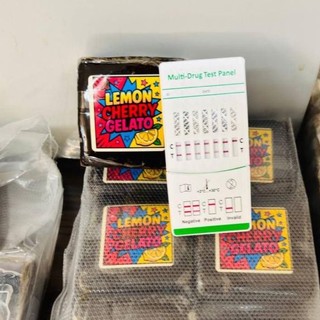 LEMON
CHERRY
GELATO
Multi-Drug Test Panel
C
T
C
T
C
T
Negative Positive Invalid
LEMON
CHERRY
GELATO
LEMON
CHERRY
GELATO